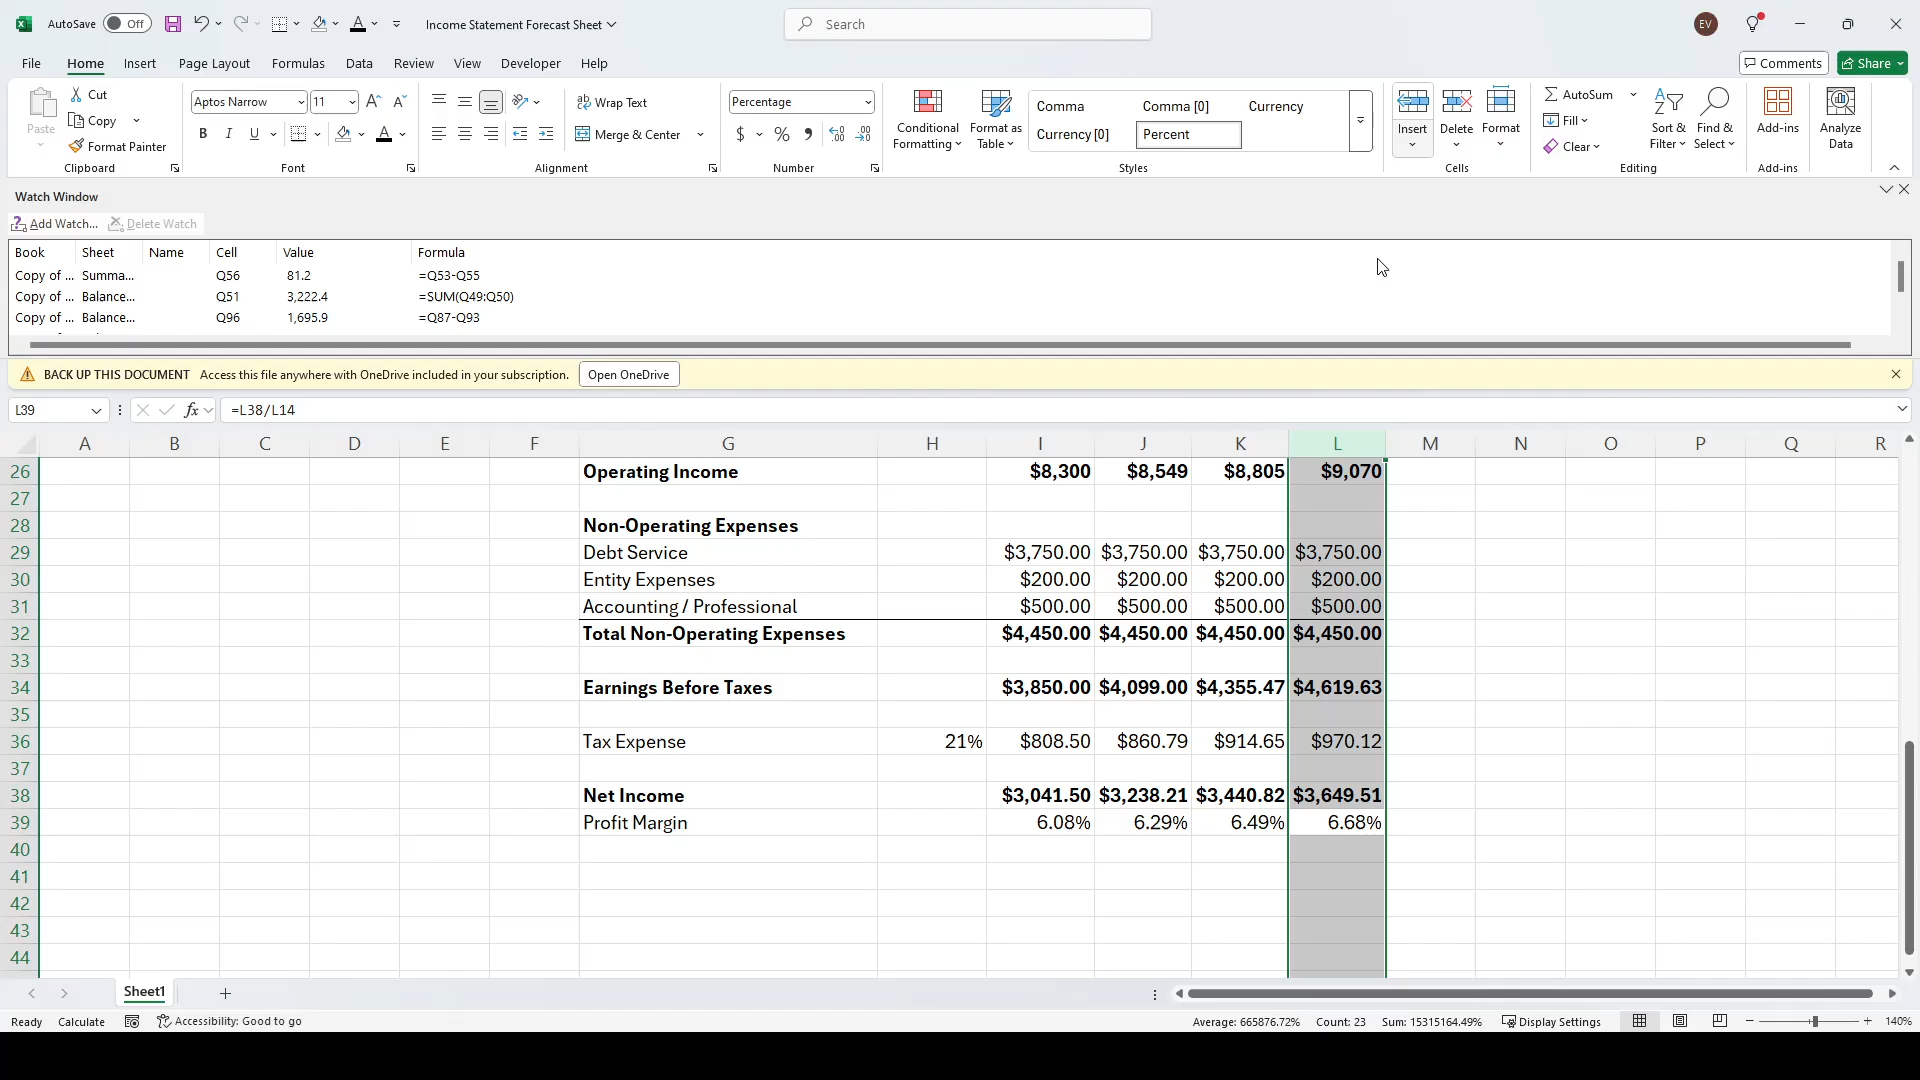 AutoSave Off Income Statement Forecast Sheet Search EV
File Home Insert Page Layout Formulas Data Review View Developer Help Comments Share
Paste Cut Copy Format Painter Clipboard
Aptos Narrow 11 B I U Font
ab Wrap Text Merge & Center Alignment
Percentage $ % Number
Conditional Formatting Format as Table
Comma Comma [0] Currency
Currency [0] Percent
Styles
Insert Delete Format Cells
AutoSum Fill Clear Sort & Filter Find & Select Editing
Add-ins Add-ins
Analyze Data
Watch Window
Add Watch... Delete Watch
Book Sheet Name Cell Value Formula
Copy of ... Summa... Q56 81.2 =Q53-Q55
Copy of ... Balance... Q51 3,222.4 =SUM(Q49:Q50)
Copy of ... Balance... Q96 1,695.9 =Q87-Q93
BACK UP THIS DOCUMENT Access this file anywhere with OneDrive included in your subscription. Open OneDrive
L39 fx =L38/L14
A B C D E F G H I J K L M N O P Q R
26 Operating Income $8,300 $8,549 $8,805 $9,070
27
28 Non-Operating Expenses
29 Debt Service $3,750.00 $3,750.00 $3,750.00 $3,750.00
30 Entity Expenses $200.00 $200.00 $200.00 $200.00
31 Accounting / Professional $500.00 $500.00 $500.00 $500.00
32 Total Non-Operating Expenses $4,450.00 $4,450.00 $4,450.00 $4,450.00
33
34 Earnings Before Taxes $3,850.00 $4,099.00 $4,355.47 $4,619.63
35
36 Tax Expense 21% $808.50 $860.79 $914.65 $970.12
37
38 Net Income $3,041.50 $3,238.21 $3,440.82 $3,649.51
39 Profit Margin 6.08% 6.29% 6.49% 6.68%
40
41
42
43
44
Sheet1
Ready Calculate Accessibility: Good to go Average: 665876.72% Count: 23 Sum: 15315164.49% Display Settings 140%